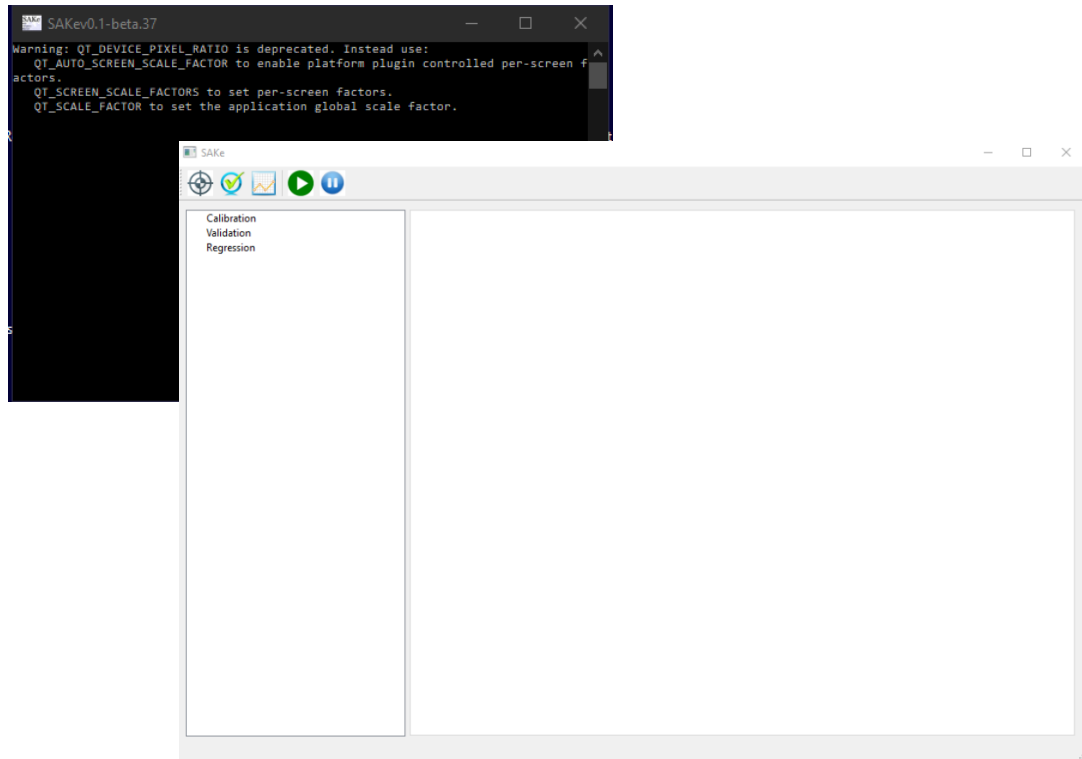 SAKe
SAKev0.1-beta.37
Warning: QT_DEVICE_PIXEL_RATIO is deprecated. Instead use:
QT_AUTO_SCREEN_SCALE_FACTOR to enable platform plugin controlled per-screen f
actors.
QT_SCREEN_SCALE_FACTORS to set per-screen factors.
QT_SCALE_FACTOR to set the application global scale factor.
SAKe
Calibration
Validation
Regression